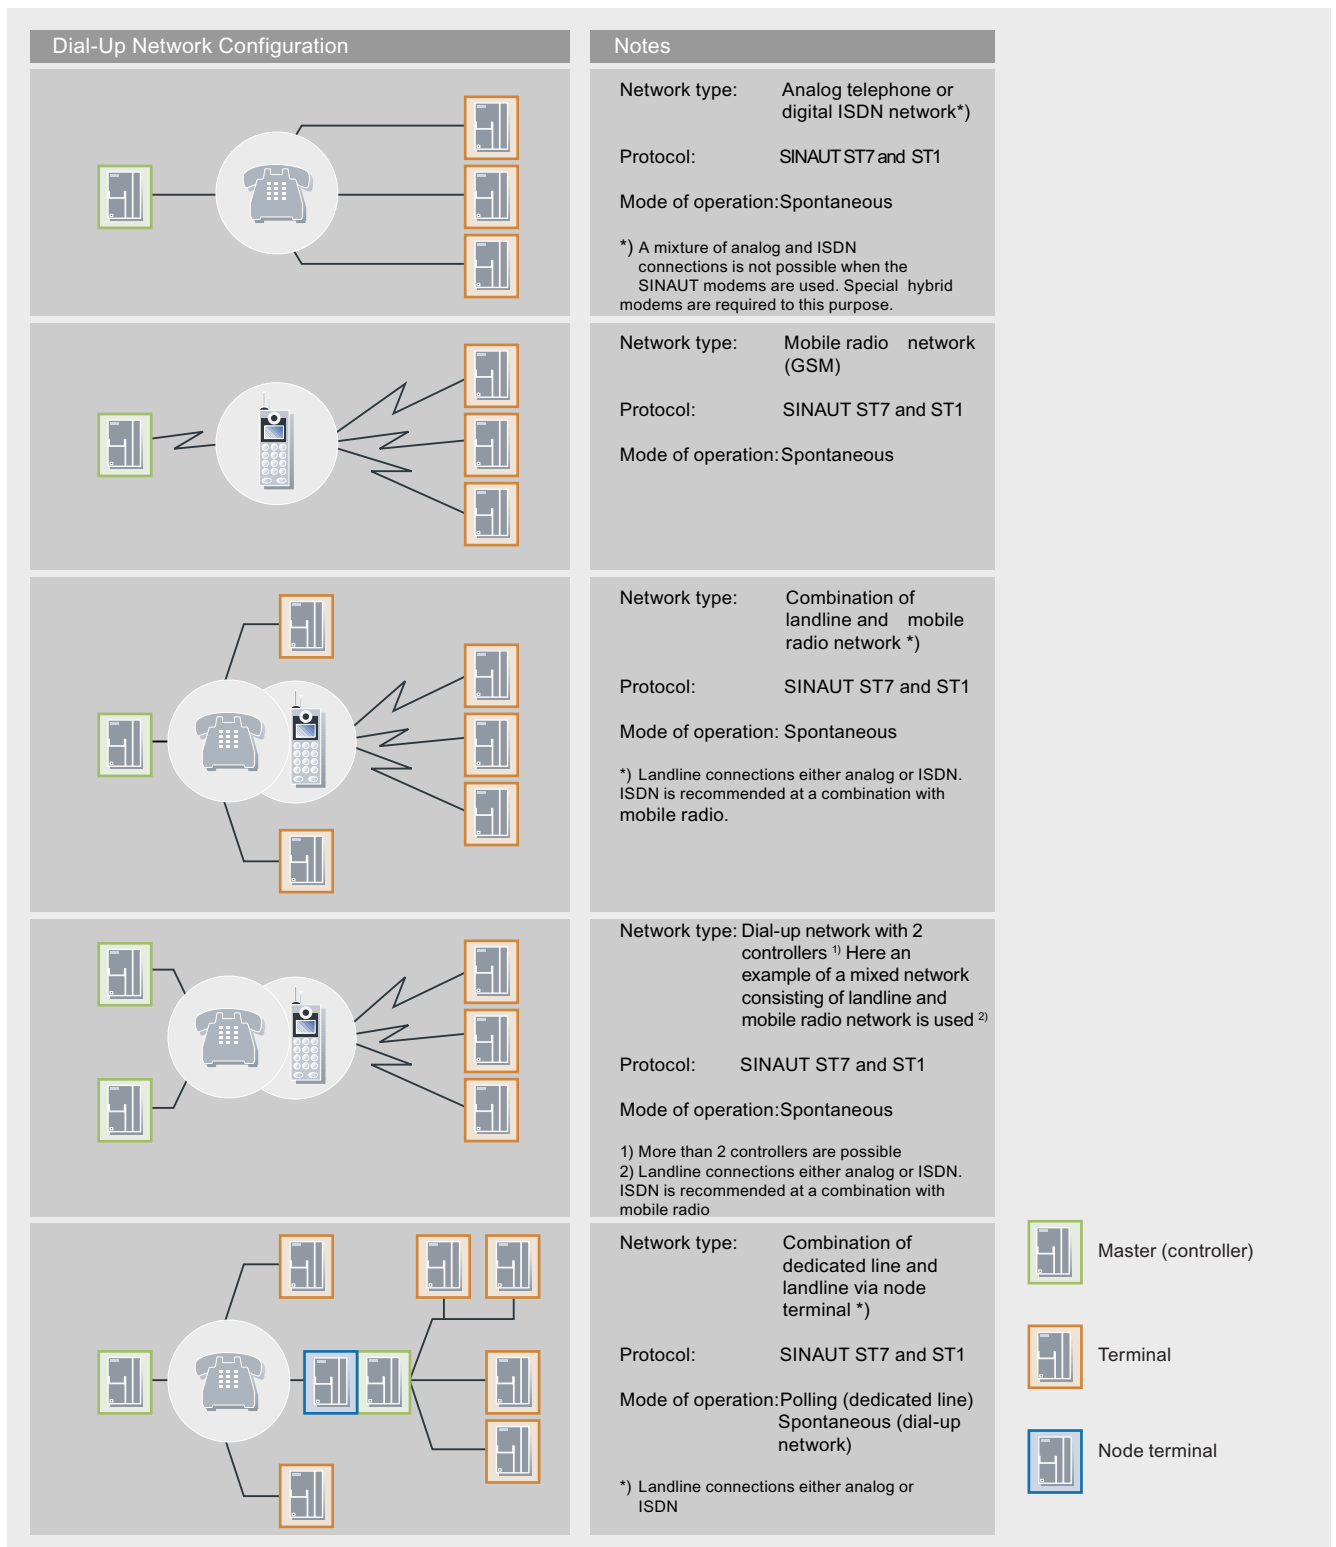 Dial-Up Network Configuration
Notes
Network type: Analog telephone or
digital ISDN network*)
Protocol: SINAUT ST7 and ST1
Mode of operation:Spontaneous
*) A mixture of analog and ISDN
connections is not possible when the
SINAUT modems are used. Special hybrid
modems are required to this purpose.
Network type: Mobile radio network
(GSM)
Protocol: SINAUT ST7 and ST1
Mode of operation:Spontaneous
Network type: Combination of
landline and mobile
radio network *)
Protocol: SINAUT ST7 and ST1
Mode of operation: Spontaneous
*) Landline connections either analog or ISDN.
ISDN is recommended at a combination with
mobile radio.
Network type: Dial-up network with 2
controllers 1) Here an
example of a mixed network
consisting of landline and
mobile radio network is used 2)
Protocol: SINAUT ST7 and ST1
Mode of operation:Spontaneous
1) More than 2 controllers are possible
2) Landline connections either analog or ISDN.
ISDN is recommended at a combination with
mobile radio
Network type: Combination of
dedicated line and
landline via node
terminal *)
Protocol: SINAUT ST7 and ST1
Mode of operation:Polling (dedicated line)
Spontaneous (dial-up
network)
*) Landline connections either analog or
ISDN
Master (controller)
Terminal
Node terminal